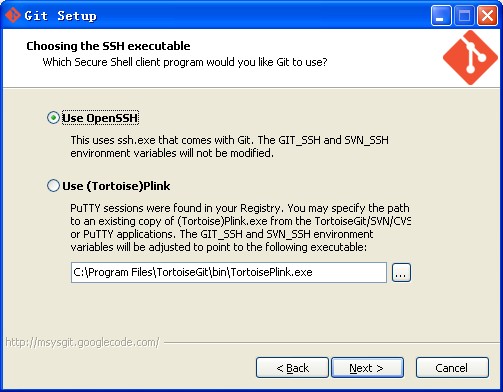 Git Setup
Choosing the SSH executable
Which Secure Shell client program would you like Git to use?
Use OpenSSH
This uses ssh.exe that comes with Git. The GIT_SSH and SVN_SSH
environment variables will not be modified.
Use (Tortoise)Plink
PuTTY sessions were found in your Registry. You may specify the path
to an existing copy of (Tortoise)Plink.exe from the TortoiseGit/SVN/CVS
or PuTTY applications. The GIT_SSH and SVN_SSH environment
variables will be adjusted to point to the following executable:
C:\Program Files\TortoiseGit\bin\TortoisePlink.exe
...
http://msysgit.googlecode.com/
< Back
Next >
Cancel